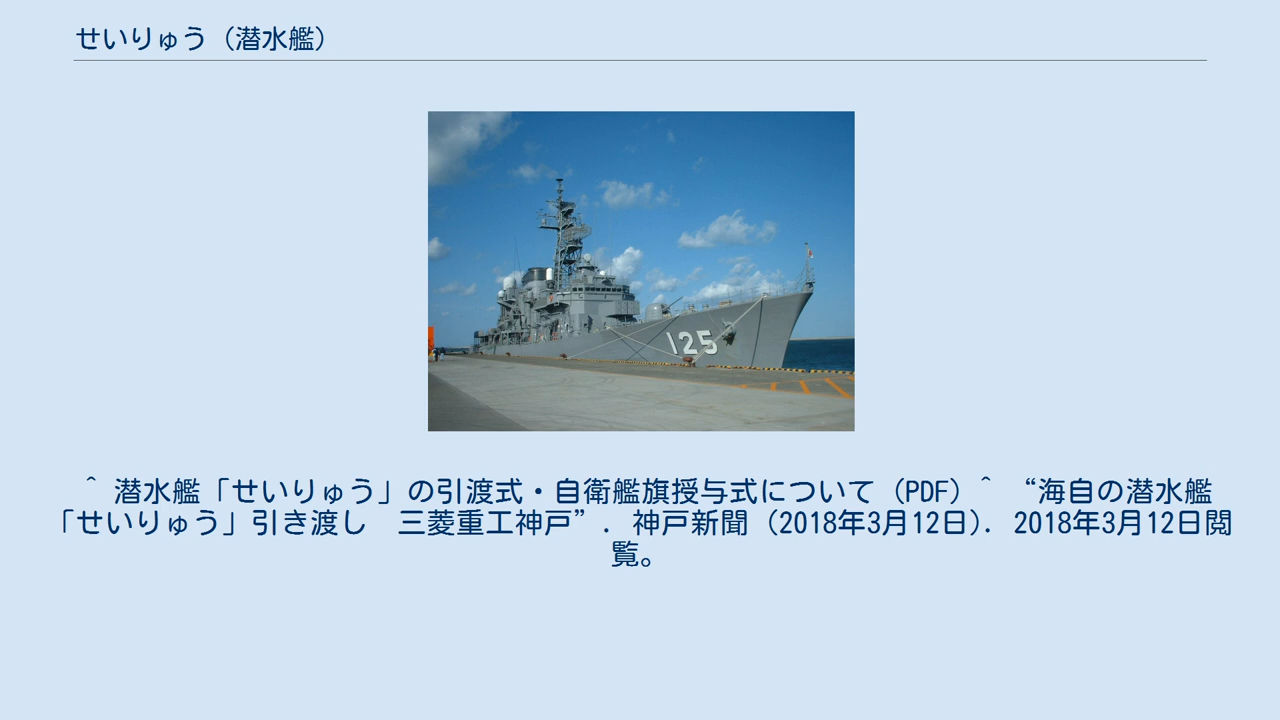 せいりゅう（潜水艦）
125
^ 潜水艦「せいりゅう」の引渡式・自衛艦旗授与式について（PDF）^ “海自の潜水艦
「せいりゅう」引き渡し　三菱重工神戸”. 神戸新聞（2018年3月12日）. 2018年3月12日閲
覧。